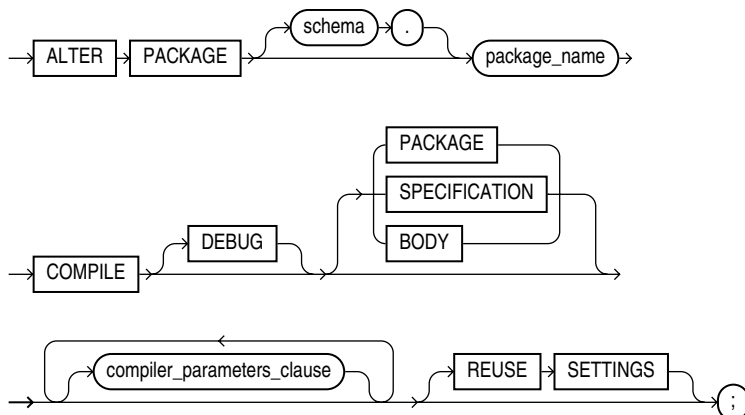 schema .
ALTER PACKAGE package_name
PACKAGE
SPECIFICATION
DEBUG BODY
COMPILE
compiler_parameters_clause REUSE SETTINGS
;